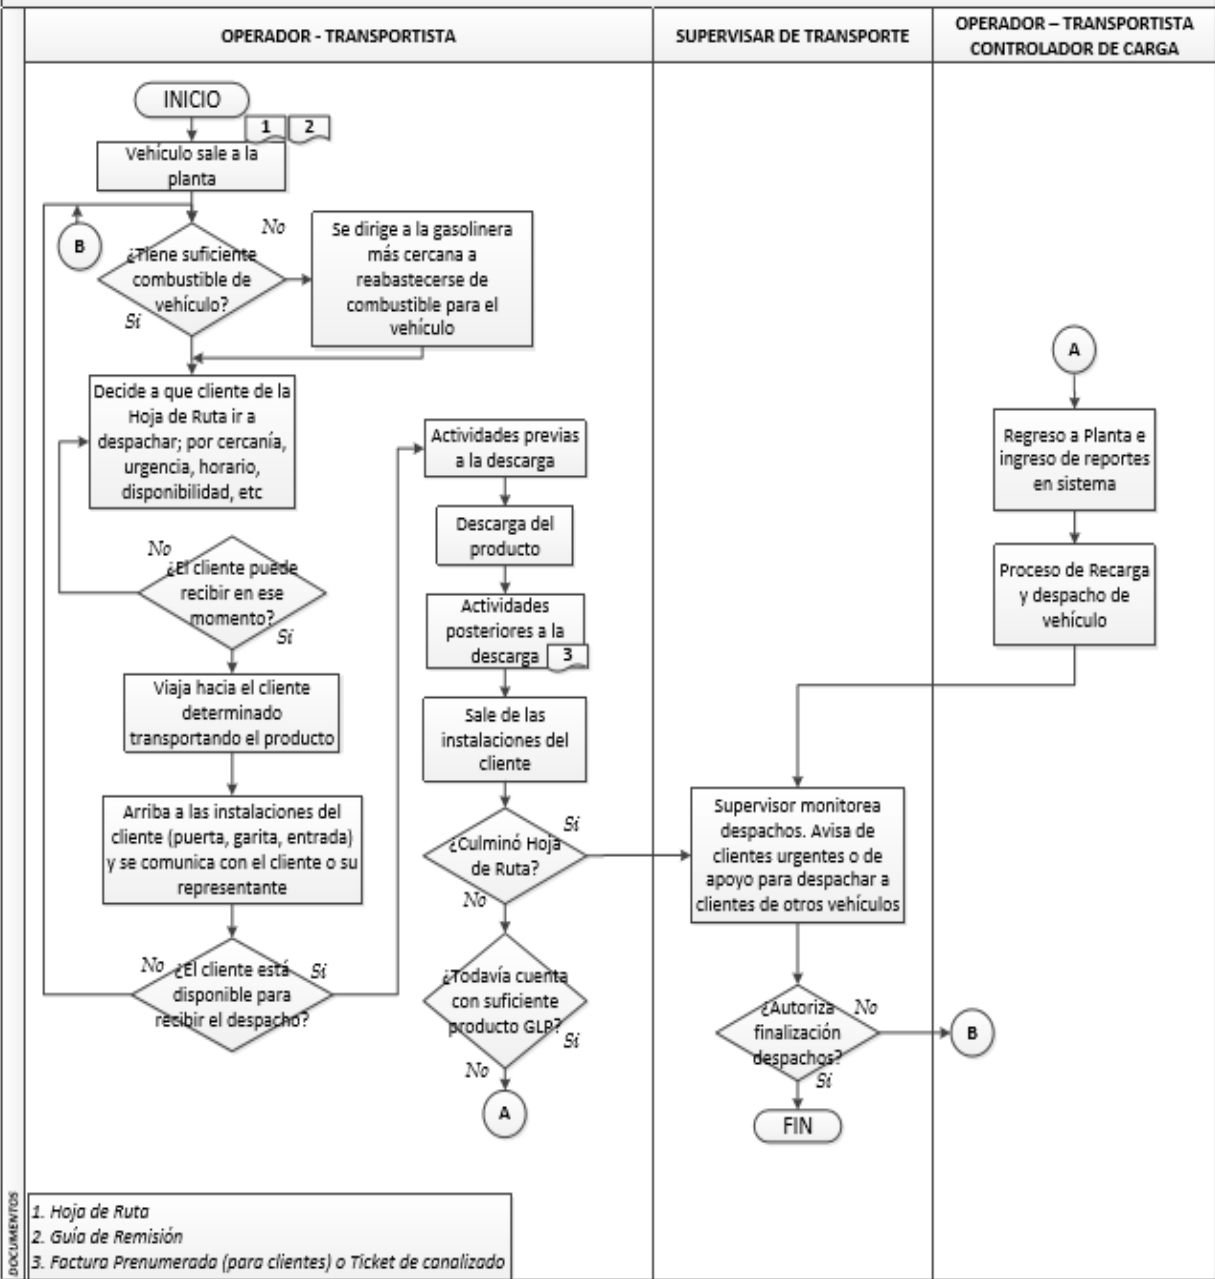 OPERADOR - TRANSPORTISTA
SUPERVISAR DE TRANSPORTE
OPERADOR – TRANSPORTISTA
CONTROLADOR DE CARGA
INICIO
1
2
Vehículo sale a la
planta
B
¿Tiene suficiente
combustible de
vehículo?
No
Si
Se dirige a la gasolinera
más cercana a
reabastecerse de
combustible para el
vehículo
Decide a que cliente de la
Hoja de Ruta ir a
despachar; por cercanía,
urgencia, horario,
disponibilidad, etc
No
¿El cliente puede
recibir en ese
momento?
Si
Viaja hacia el cliente
determinado
transportando el producto
Arriba a las instalaciones del
cliente (puerta, garita, entrada)
y se comunica con el cliente o su
representante
No
¿El cliente está
disponible para
recibir el despacho?
Si
Actividades previas
a la descarga
Descarga del
producto
Actividades
posteriores a la
descarga
3
Sale de las
instalaciones del
cliente
¿Culminó Hoja
de Ruta?
Si
No
¿Todavía cuenta
con suficiente
producto GLP?
Si
No
A
Supervisor monitorea
despachos. Avisa de
clientes urgentes o de
apoyo para despachar a
clientes de otros vehículos
¿Autoriza
finalización
despachos?
No
Si
B
FIN
A
Regreso a Planta e
ingreso de reportes
en sistema
Proceso de Recarga
y despacho de
vehículo
DOCUMENTOS
1. Hoja de Ruta
2. Guía de Remisión
3. Factura Prenumerada (para clientes) o Ticket de canalizado